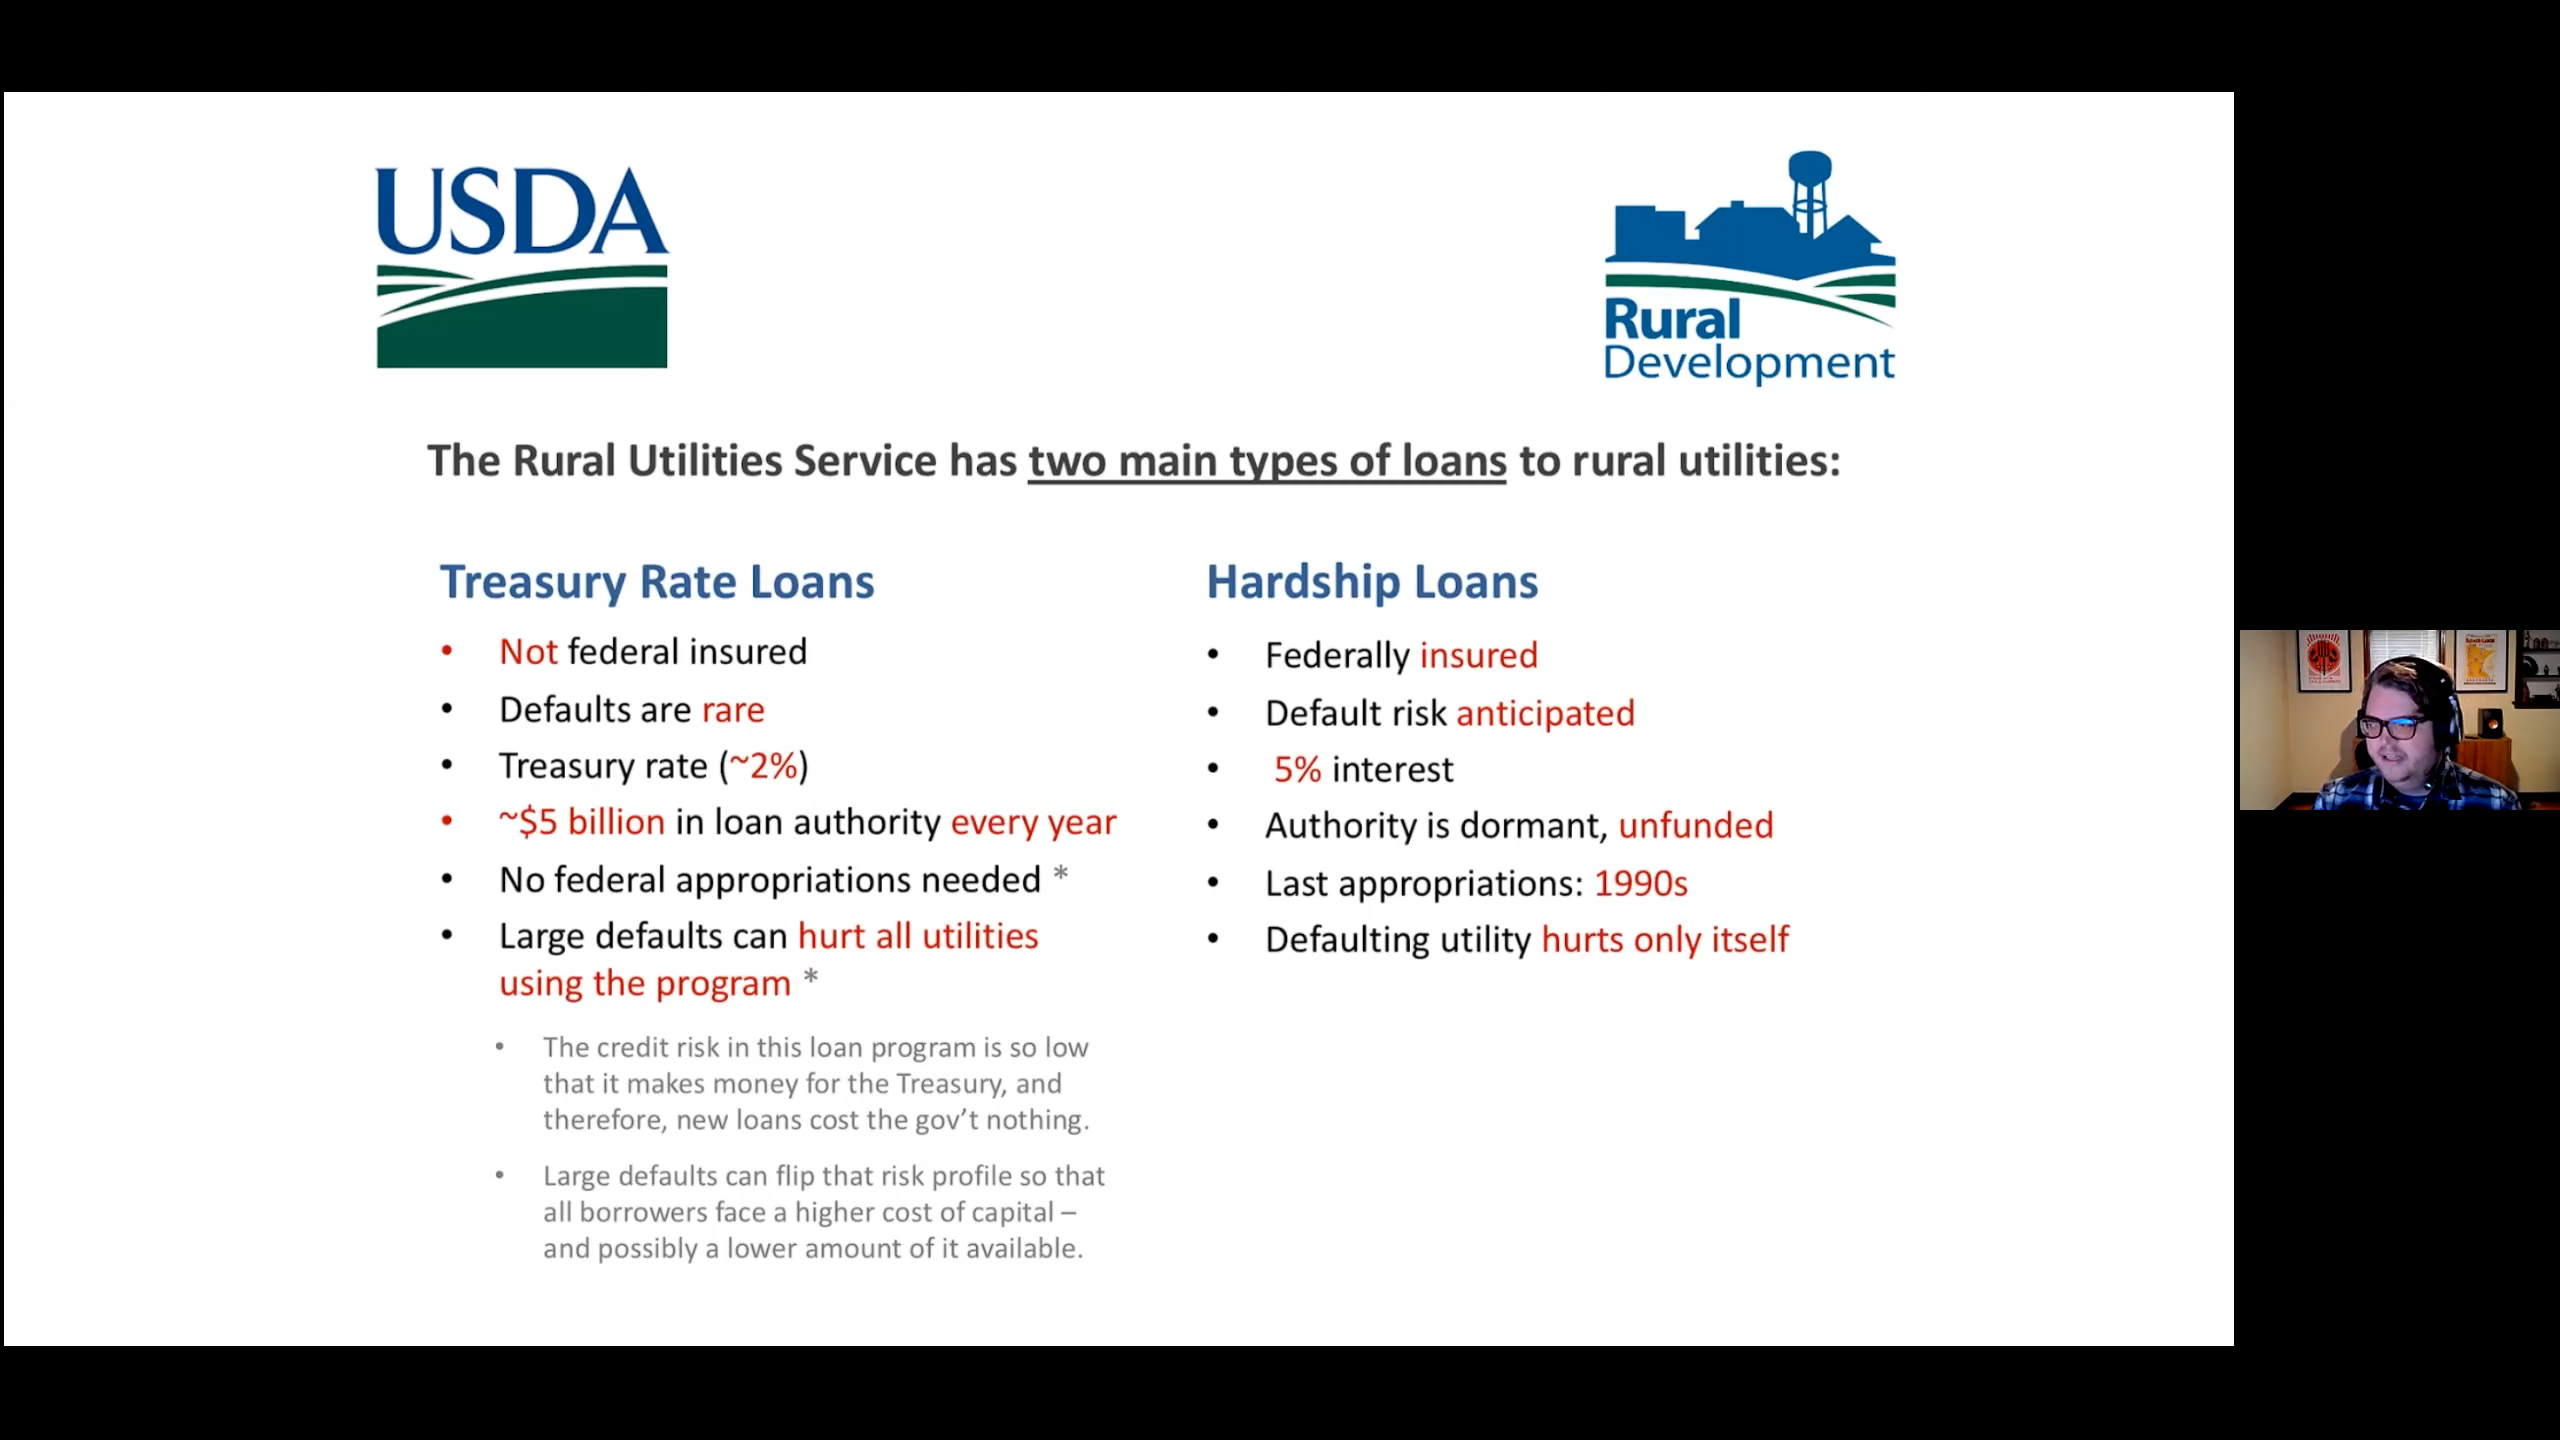 USDA
Rural
Development
The Rural Utilities Service has two main types of loans to rural utilities:
Treasury Rate Loans
• Not federal insured
• Defaults are rare
• Treasury rate (~2%)
• ~$5 billion in loan authority every year
• No federal appropriations needed *
• Large defaults can hurt all utilities
using the program *
• The credit risk in this loan program is so low
that it makes money for the Treasury, and
therefore, new loans cost the gov’t nothing.
• Large defaults can flip that risk profile so that
all borrowers face a higher cost of capital –
and possibly a lower amount of it available.
Hardship Loans
• Federally insured
• Default risk anticipated
• 5% interest
• Authority is dormant, unfunded
• Last appropriations: 1990s
• Defaulting utility hurts only itself